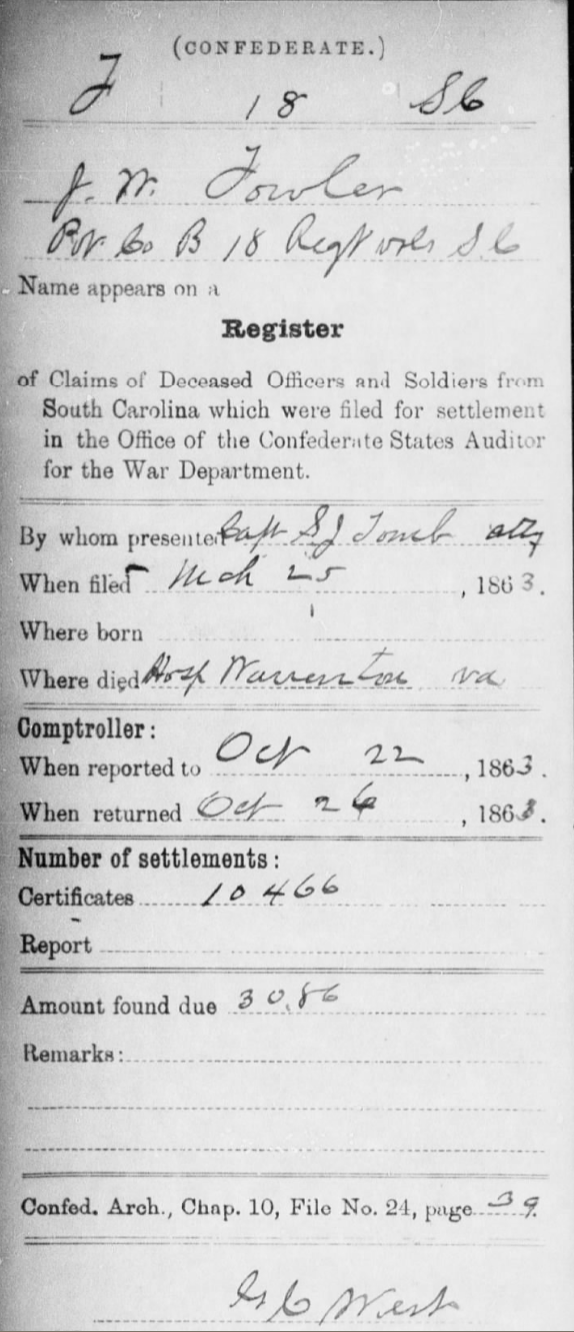 (CONFEDERATE.)
F 18 SC
J. W. Fowler
Pvt Co B 18 Regt vols S.C
Name appears on a
Register
of Claims of Deceased Officers and Soldiers from
South Carolina which were filed for settlement
in the Office of the Confederate States Auditor
for the War Department.
By whom presented Capt S J atty
When filed Mch 25, 1863.
Where born
Where died Hosp Warrenton va
Comptroller:
When reported to Oct 22, 1863.
When returned Oct 26, 1863.
Number of settlements:
Certificates 10466
Report
Amount found due 30.86
Remarks:
Confed. Arch., Chap. 10, File No. 24, page 39.
West